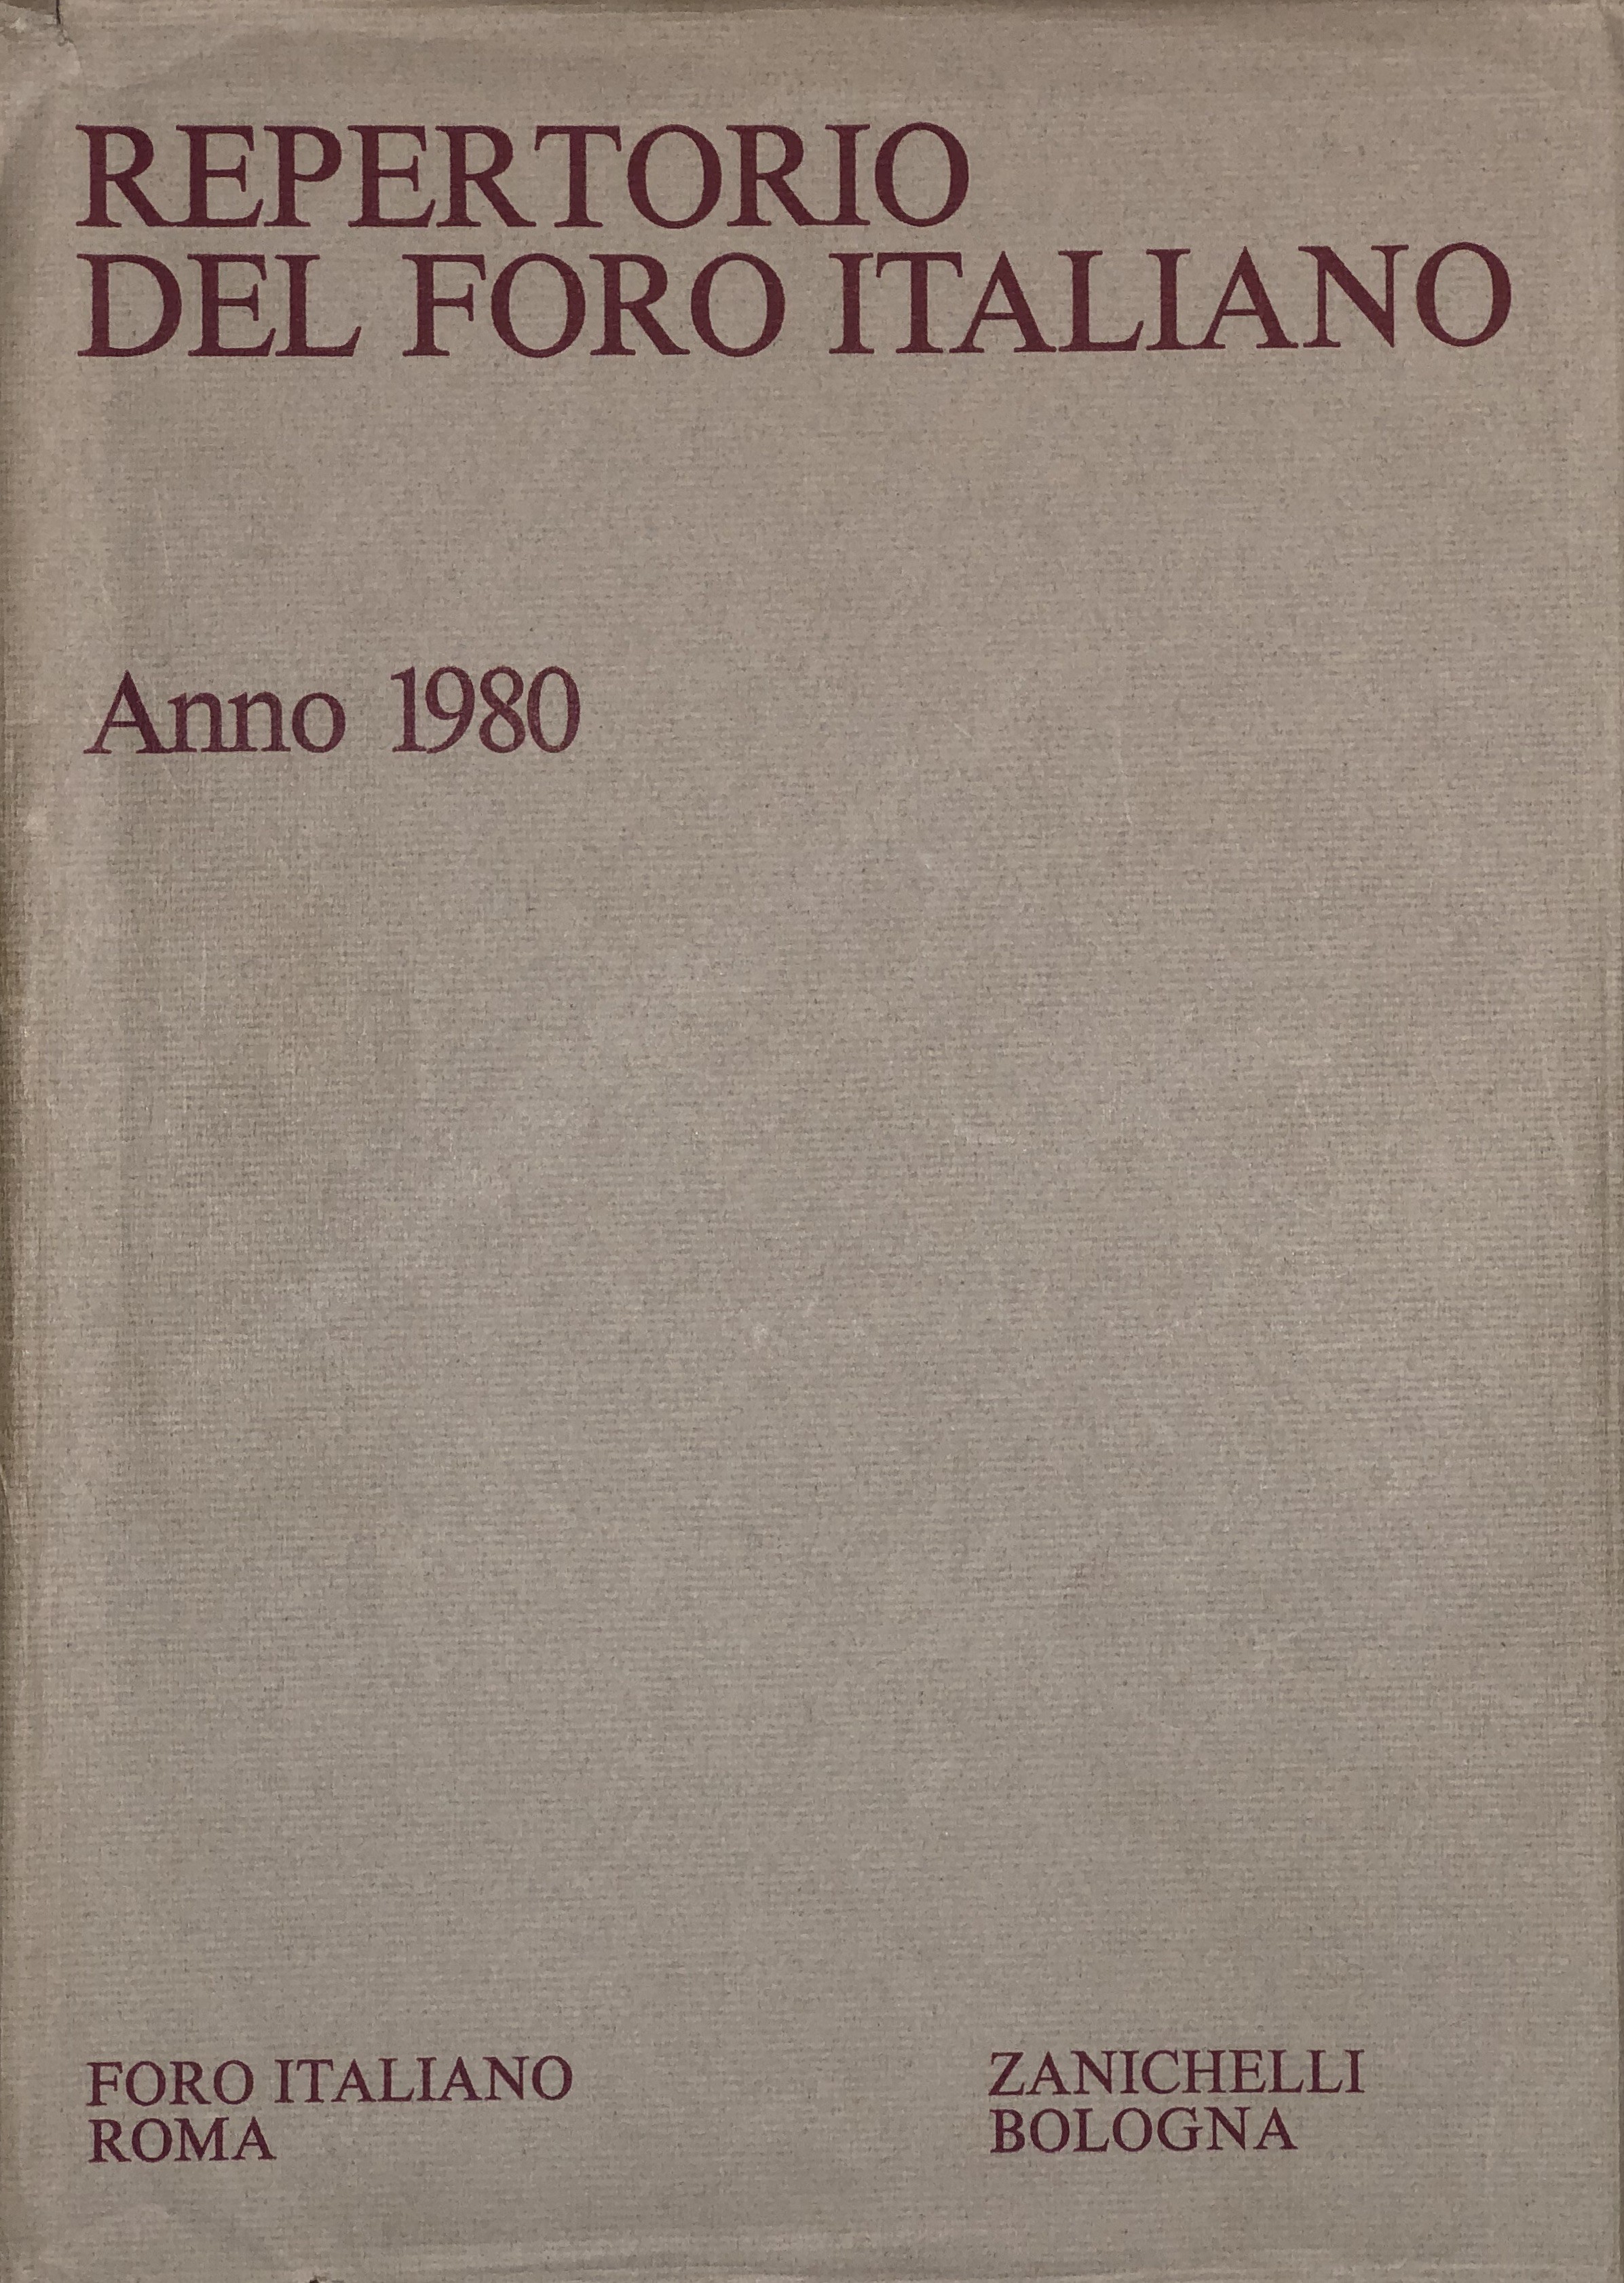 REPERTORIO
DEL FORO ITALIANO
Anno 1980
FORO ITALIANO
ROMA
ZANICHELLI
BOLOGNA